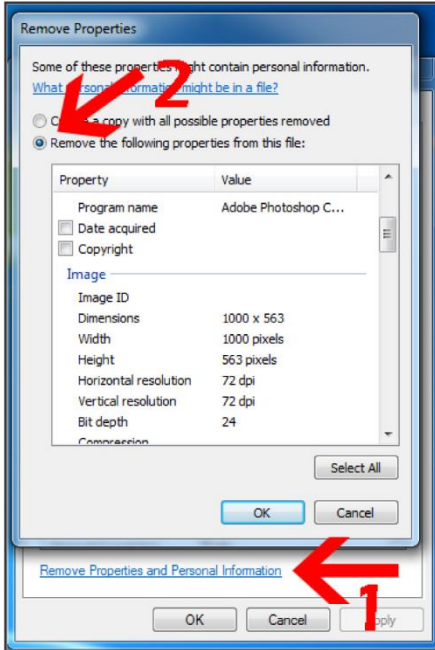 Remove Properties
Some of these properties might contain personal information.
What personal information might be in a file?
2
a copy with all possible properties removed
Remove the following properties from this file:
Property Value
Program name Adobe Photoshop C...
Date acquired
Copyright
Image
Image ID
Dimensions 1000 x 563
Width 1000 pixels
Height 563 pixels
Horizontal resolution 72 dpi
Vertical resolution 72 dpi
Bit depth 24
Compression
Select All
OK Cancel
Remove Properties and Personal Information
1
OK Cancel Apply